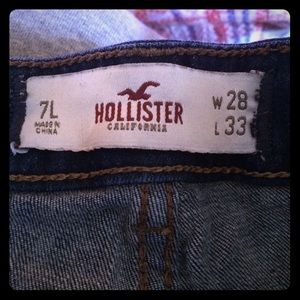 7L
MADE IN
CHINA
HOLLISTER
CALIFORNIA
W 28
L 33